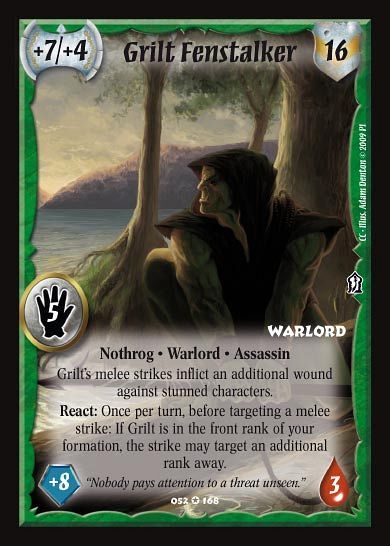 +7/+4
Grilt Fenstalker
16
CC • Illus. Adam Denton © 2009 PI
5
WARLORD
Nothrog • Warlord • Assassin
Grilt's melee strikes inflict an additional wound
against stunned characters.
React: Once per turn, before targeting a melee
strike: If Grilt is in the front rank of your
formation, the strike may target an additional
rank away.
+8
"Nobody pays attention to a threat unseen."
3
052 ✪ 168